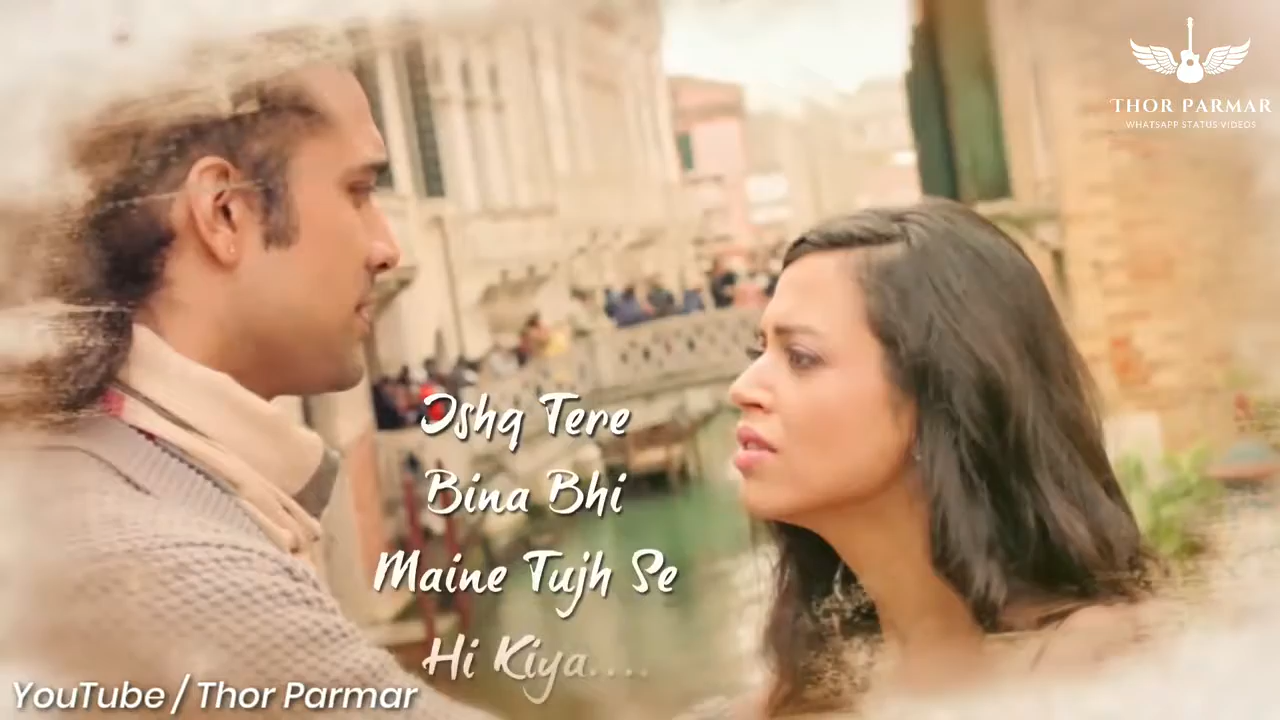 THOR PARMAR
WHATSAPP STATUS VIDEOS
Ishq Tere
Bina Bhi
Maine Tujh Se
Hi Kiya....
YouTube / Thor Parmar